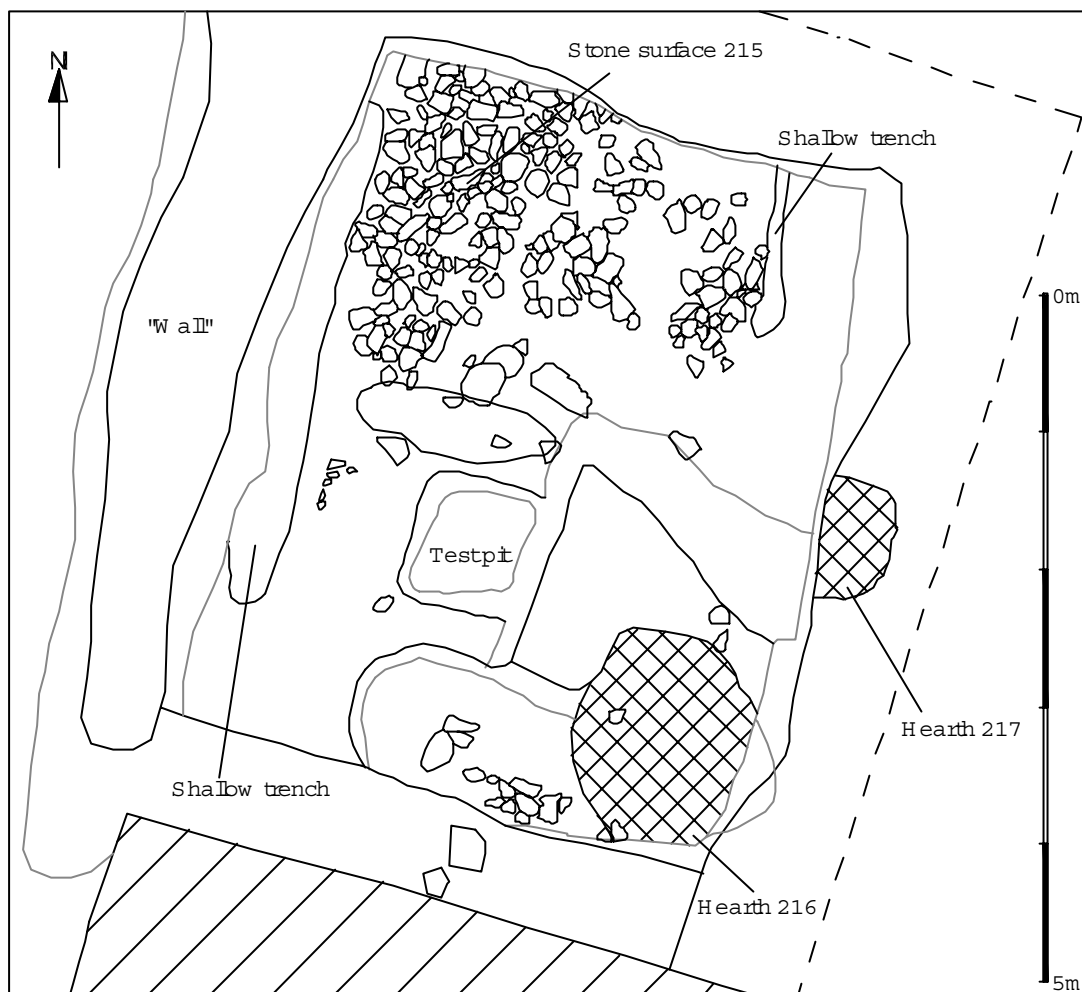 N
Stone surface 215
Shallow trench
0m
"Wall"
Testpit
Hearth 217
Shallow trench
Hearth 216
5m